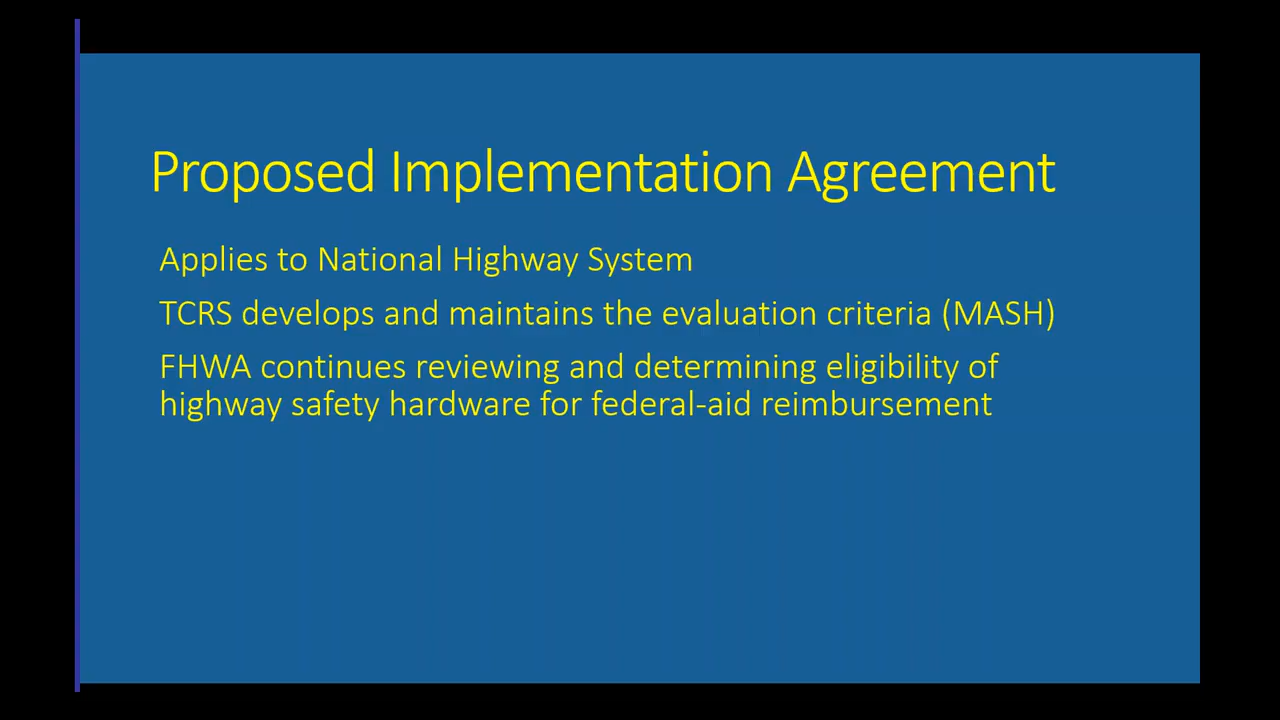 Proposed Implementation Agreement
Applies to National Highway System
TCRS develops and maintains the evaluation criteria (MASH)
FHWA continues reviewing and determining eligibility of
highway safety hardware for federal-aid reimbursement